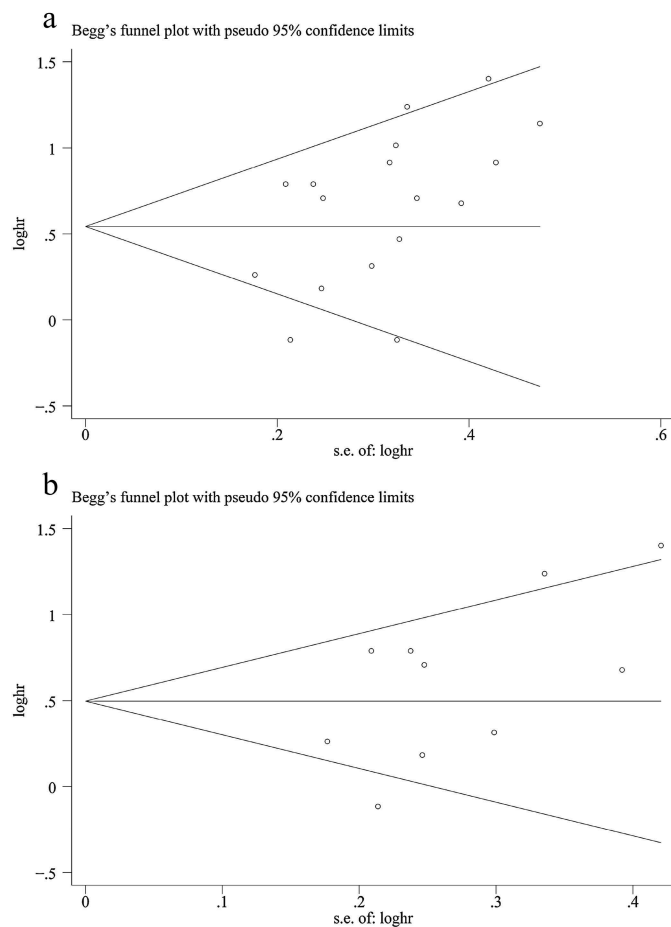 a
Begg's funnel plot with pseudo 95% confidence limits
1.5
1
.5
0
-.5
loghr
0
.2
.4
.6
s.e. of: loghr
b
Begg's funnel plot with pseudo 95% confidence limits
1.5
1
.5
0
-.5
loghr
0
.1
.2
.3
.4
s.e. of: loghr